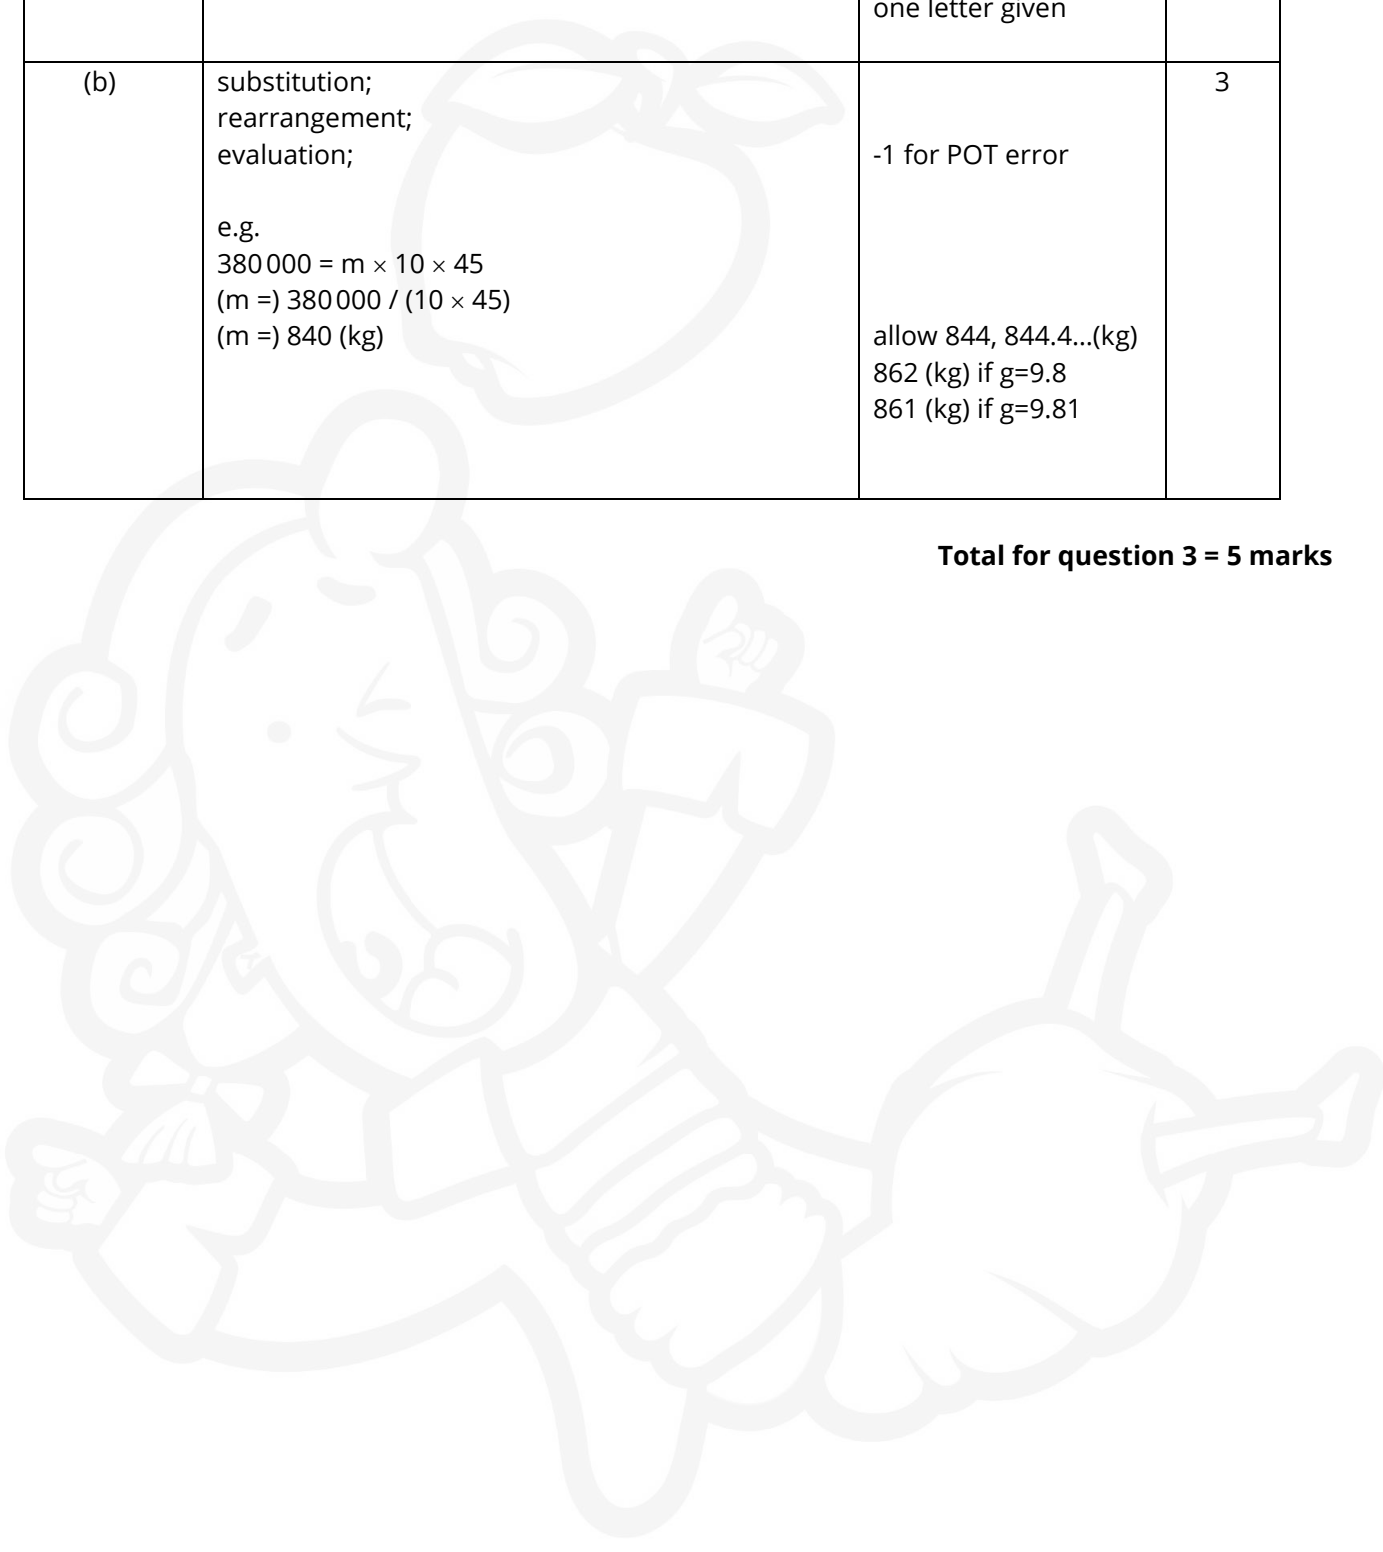 one letter given
(b)
substitution;
rearrangement;
evaluation;
-1 for POT error
3
e.g.
380 000 = m × 10 × 45
(m =) 380 000 / (10 × 45)
(m =) 840 (kg)
allow 844, 844.4...(kg)
862 (kg) if g=9.8
861 (kg) if g=9.81
Total for question 3 = 5 marks